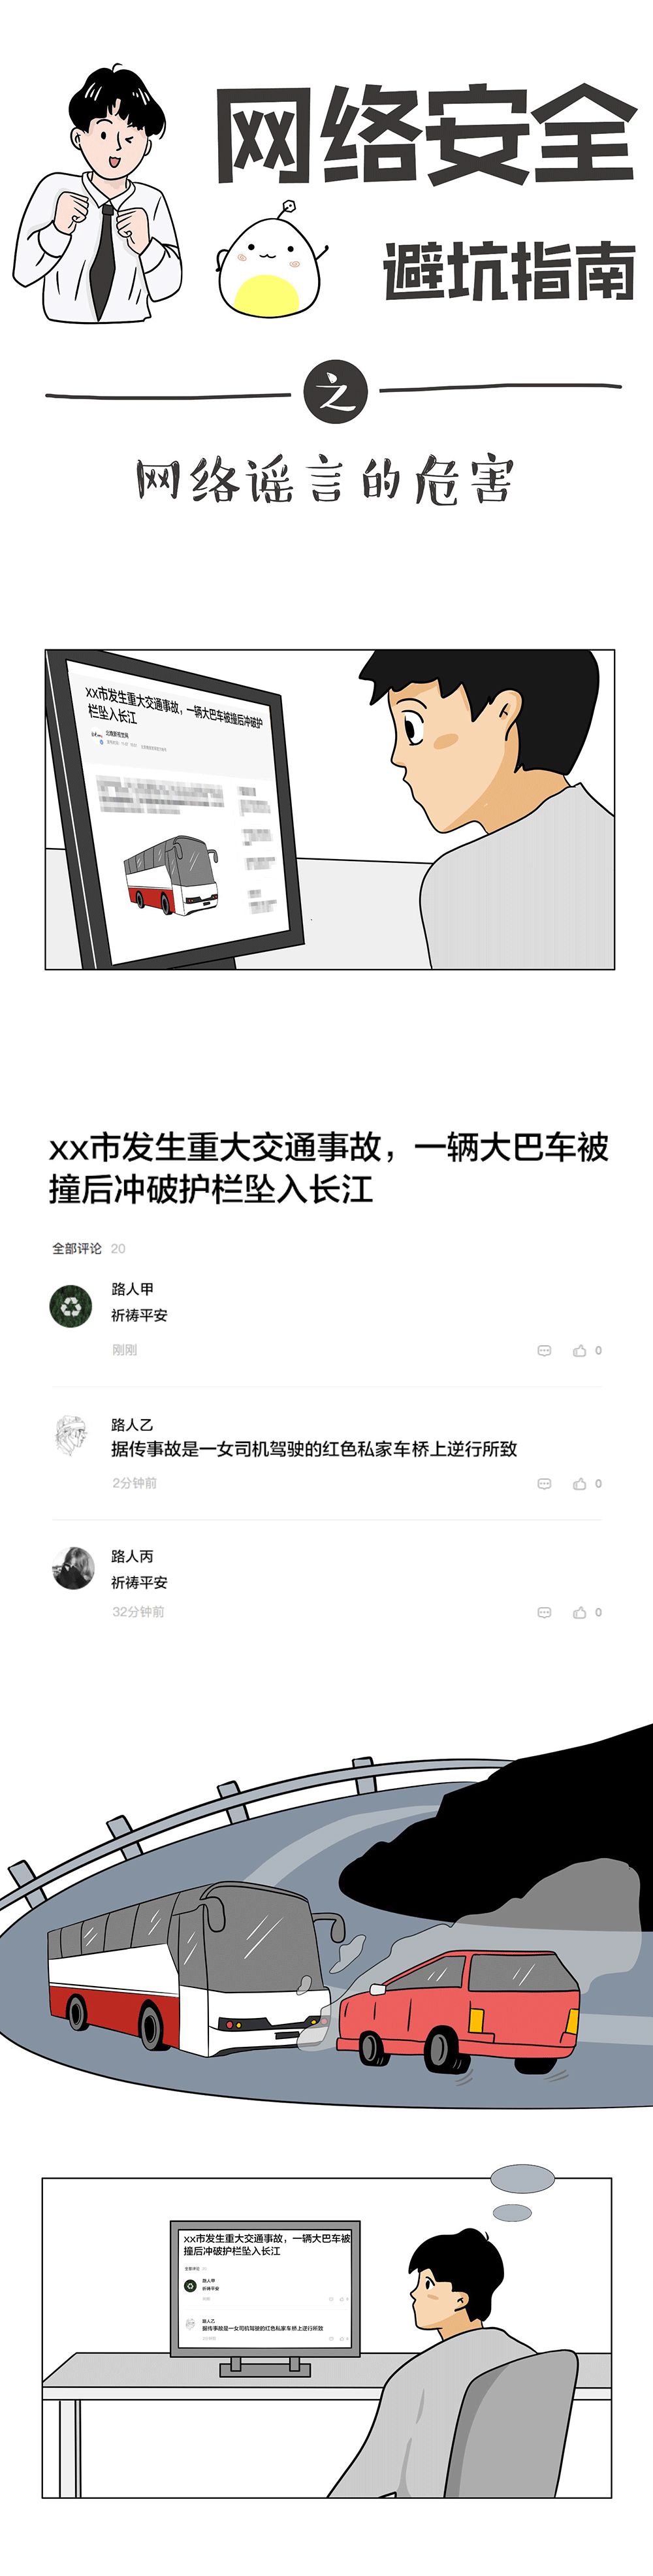 网络安全
避坑指南
之
网络谣言的危害
xx市发生重大交通事故，一辆大巴车被撞后冲破护
栏坠入长江
xx市发生重大交通事故，一辆大巴车被
撞后冲破护栏坠入长江
全部评论 20
路人甲
祈祷平安
刚刚
0
路人乙
据传事故是一女司机驾驶的红色私家车桥上逆行所致
2分钟前
0
路人丙
祈祷平安
32分钟前
0
xx市发生重大交通事故，一辆大巴车被
撞后冲破护栏坠入长江
全部评论
路人甲
祈祷平安
路人乙
据传事故是一女司机驾驶的红色私家车桥上逆行所致